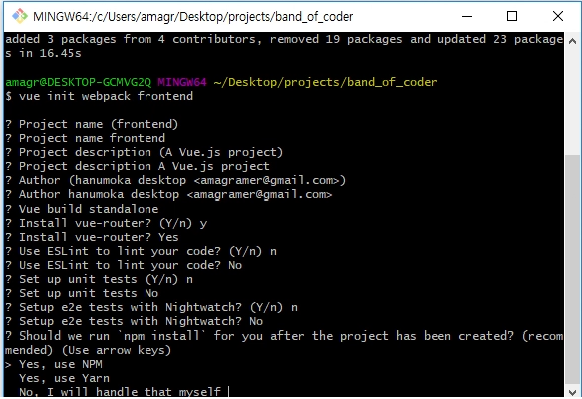 MINGW64:/c/Users/amagr/Desktop/projects/band_of_coder
added 3 packages from 4 contributors, removed 19 packages and updated 23 package
s in 16.45s
amagr@DESKTOP-GCMVG2Q MINGW64 ~/Desktop/projects/band_of_coder
$ vue init webpack frontend
? Project name (frontend)
? Project name frontend
? Project description (A Vue.js project)
? Project description A Vue.js project
? Author (hanumoka desktop <amagramer@gmail.com>)
? Author hanumoka desktop <amagramer@gmail.com>
? Vue build standalone
? Install vue-router? (Y/n) y
? Install vue-router? Yes
? Use ESLint to lint your code? (Y/n) n
? Use ESLint to lint your code? No
? Set up unit tests (Y/n) n
? Set up unit tests No
? Setup e2e tests with Nightwatch? (Y/n) n
? Setup e2e tests with Nightwatch? No
? Should we run `npm install` for you after the project has been created? (recom
mended) (Use arrow keys)
> Yes, use NPM
Yes, use Yarn
No, I will handle that myself